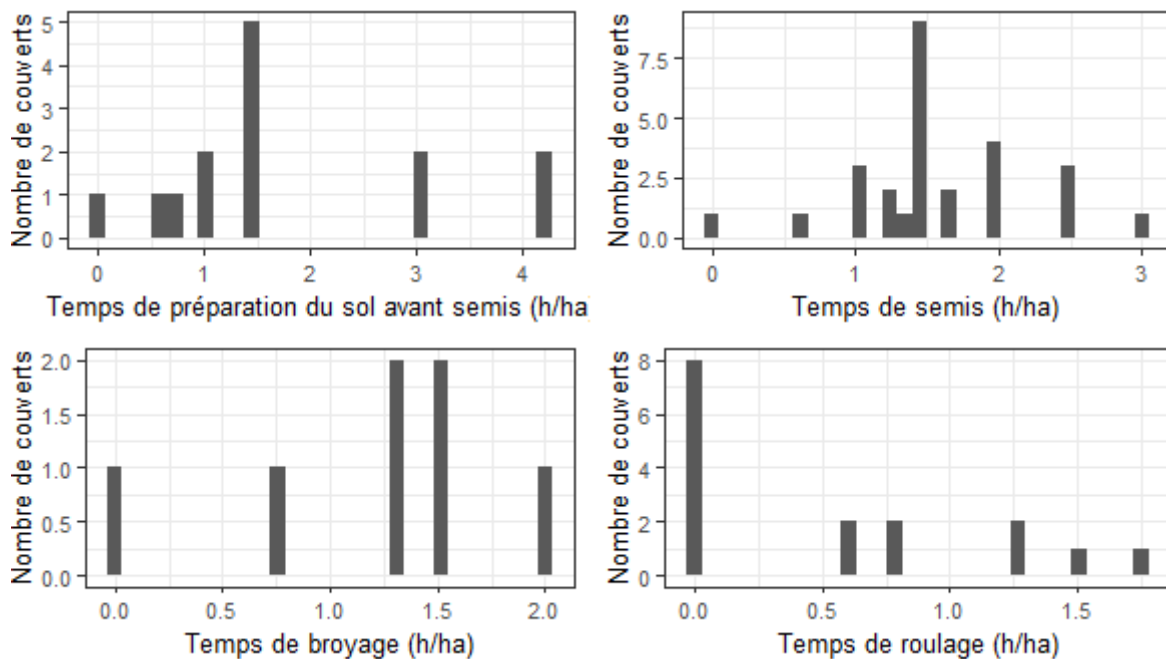 Nombre de couverts
5
4
3
2
1
0
0 1 2 3 4
Temps de préparation du sol avant semis (h/ha)
Nombre de couverts
7.5
5.0
2.5
0.0
0 1 2 3
Temps de semis (h/ha)
Nombre de couverts
2.0
1.5
1.0
0.5
0.0
0.0 0.5 1.0 1.5 2.0
Temps de broyage (h/ha)
Nombre de couverts
8
6
4
2
0
0.0 0.5 1.0 1.5
Temps de roulage (h/ha)